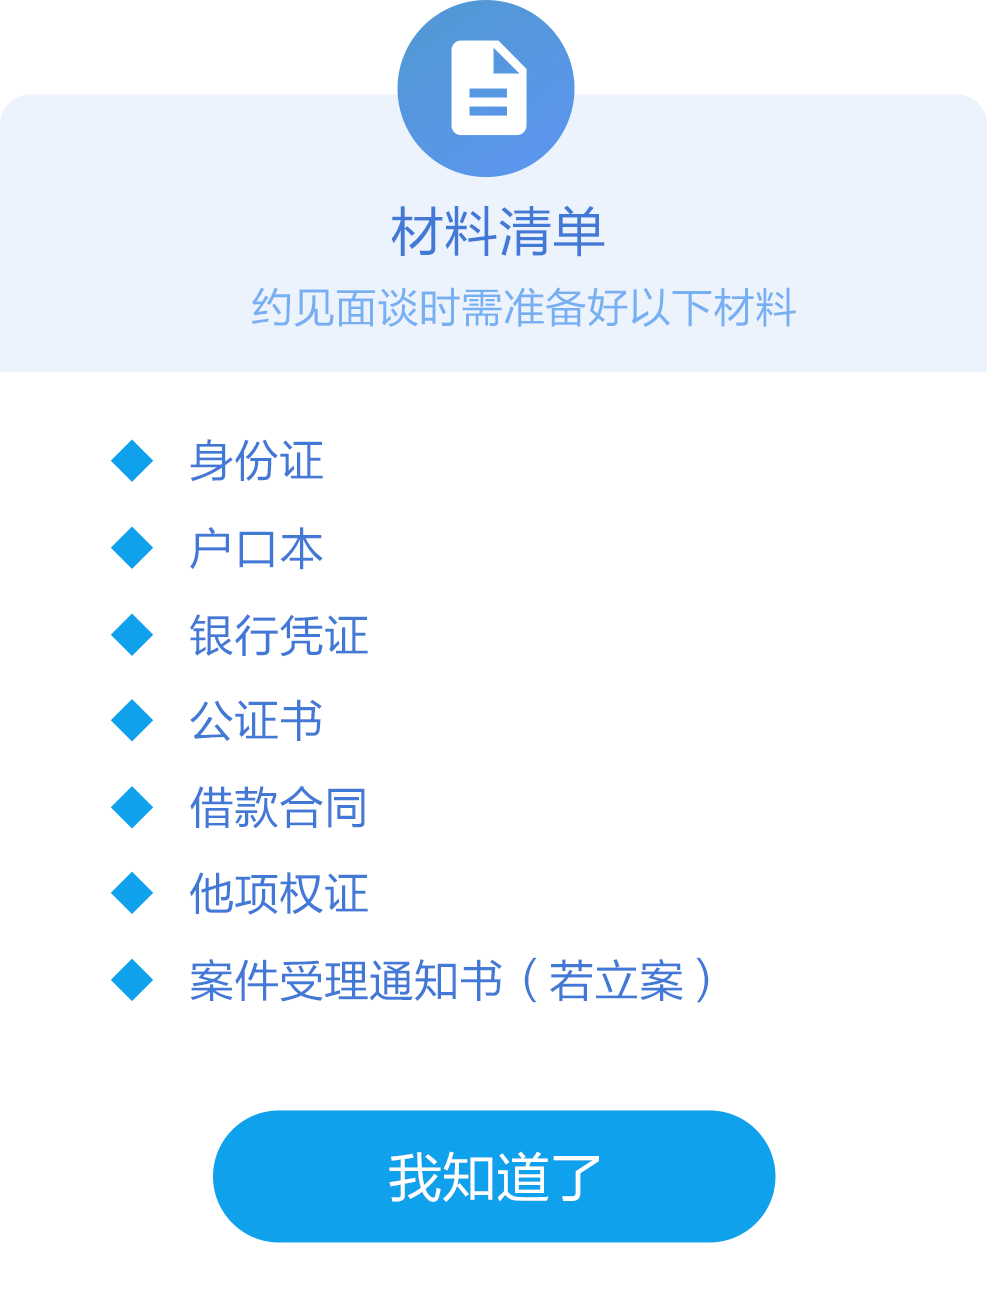 材料清单
约见面谈时需准备好以下材料
身份证
户口本
银行凭证
公证书
借款合同
他项权证
案件受理通知书（若立案）
我知道了